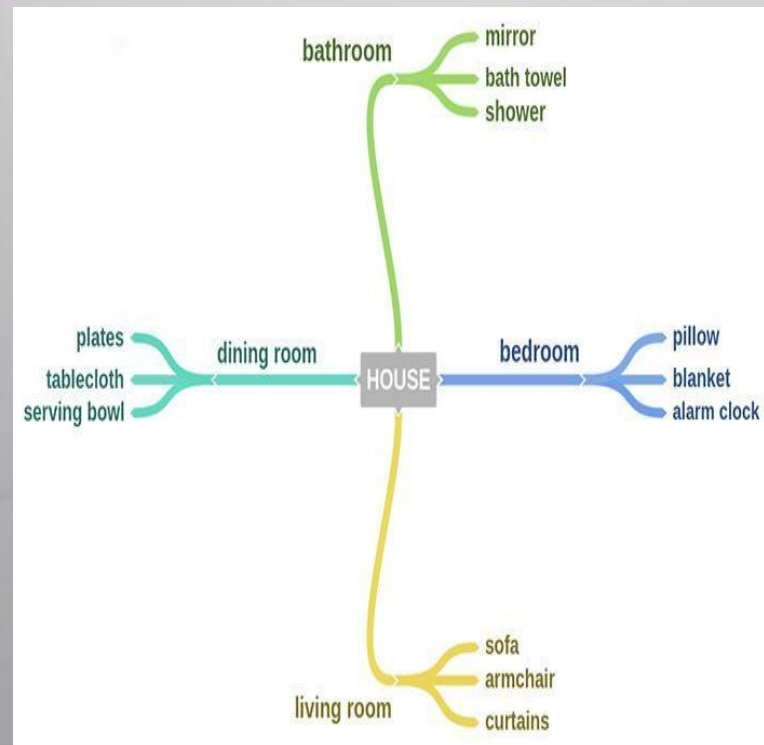 bathroom
mirror
bath towel
shower
plates
tablecloth
serving bowl
dining room
HOUSE
bedroom
pillow
blanket
alarm clock
living room
sofa
armchair
curtains